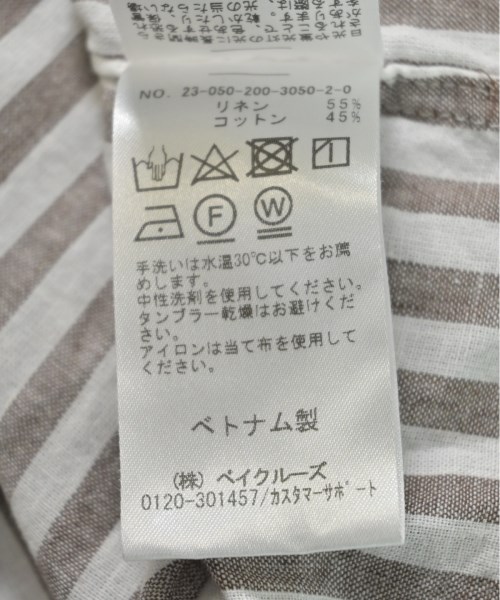 NO. 23-050-200-3050-2-0
リネン 55%
コットン 45%
F W
手洗いは水温30℃以下をお薦
めします。
中性洗剤を使用してください。
タンブラー乾燥はお避けくだ
さい。
アイロンは当て布を使用して
ください。
ベトナム製
(株) ベイクルーズ
0120-301457/カスタマーサポート